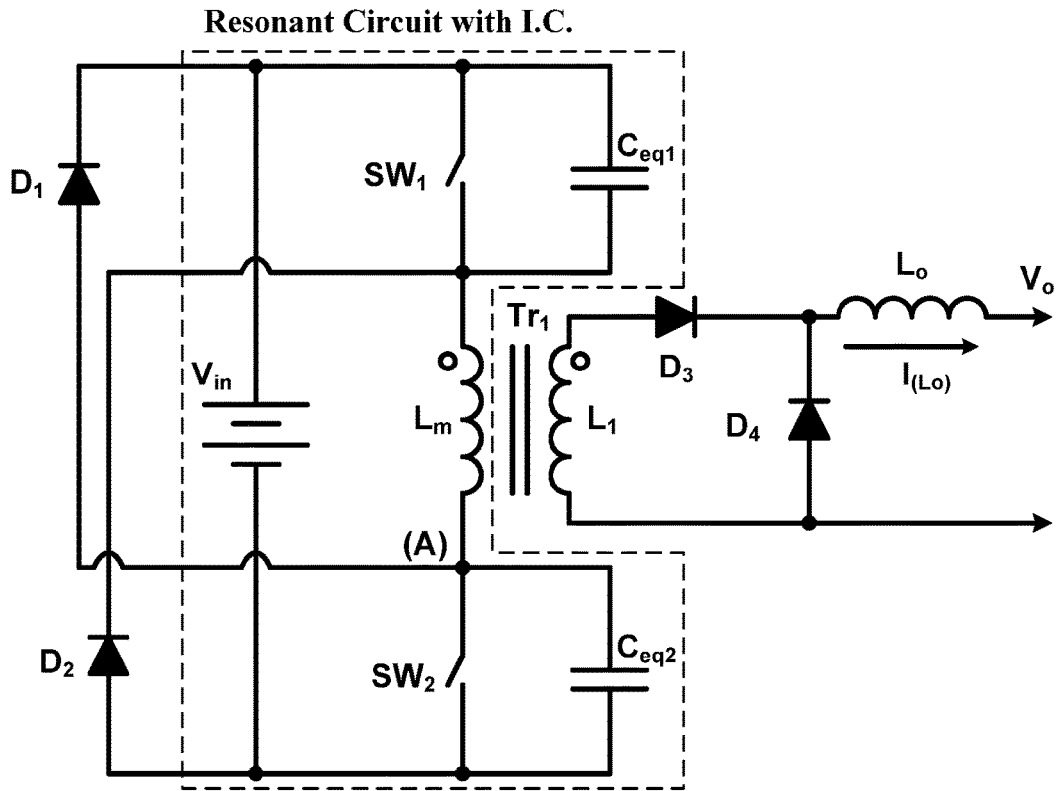 Resonant Circuit with I.C.
D1
SW1
Ceq1
Lo
Vo
Tr1
Vin
Lm
L1
D3
I(Lo)
D4
(A)
D2
SW2
Ceq2